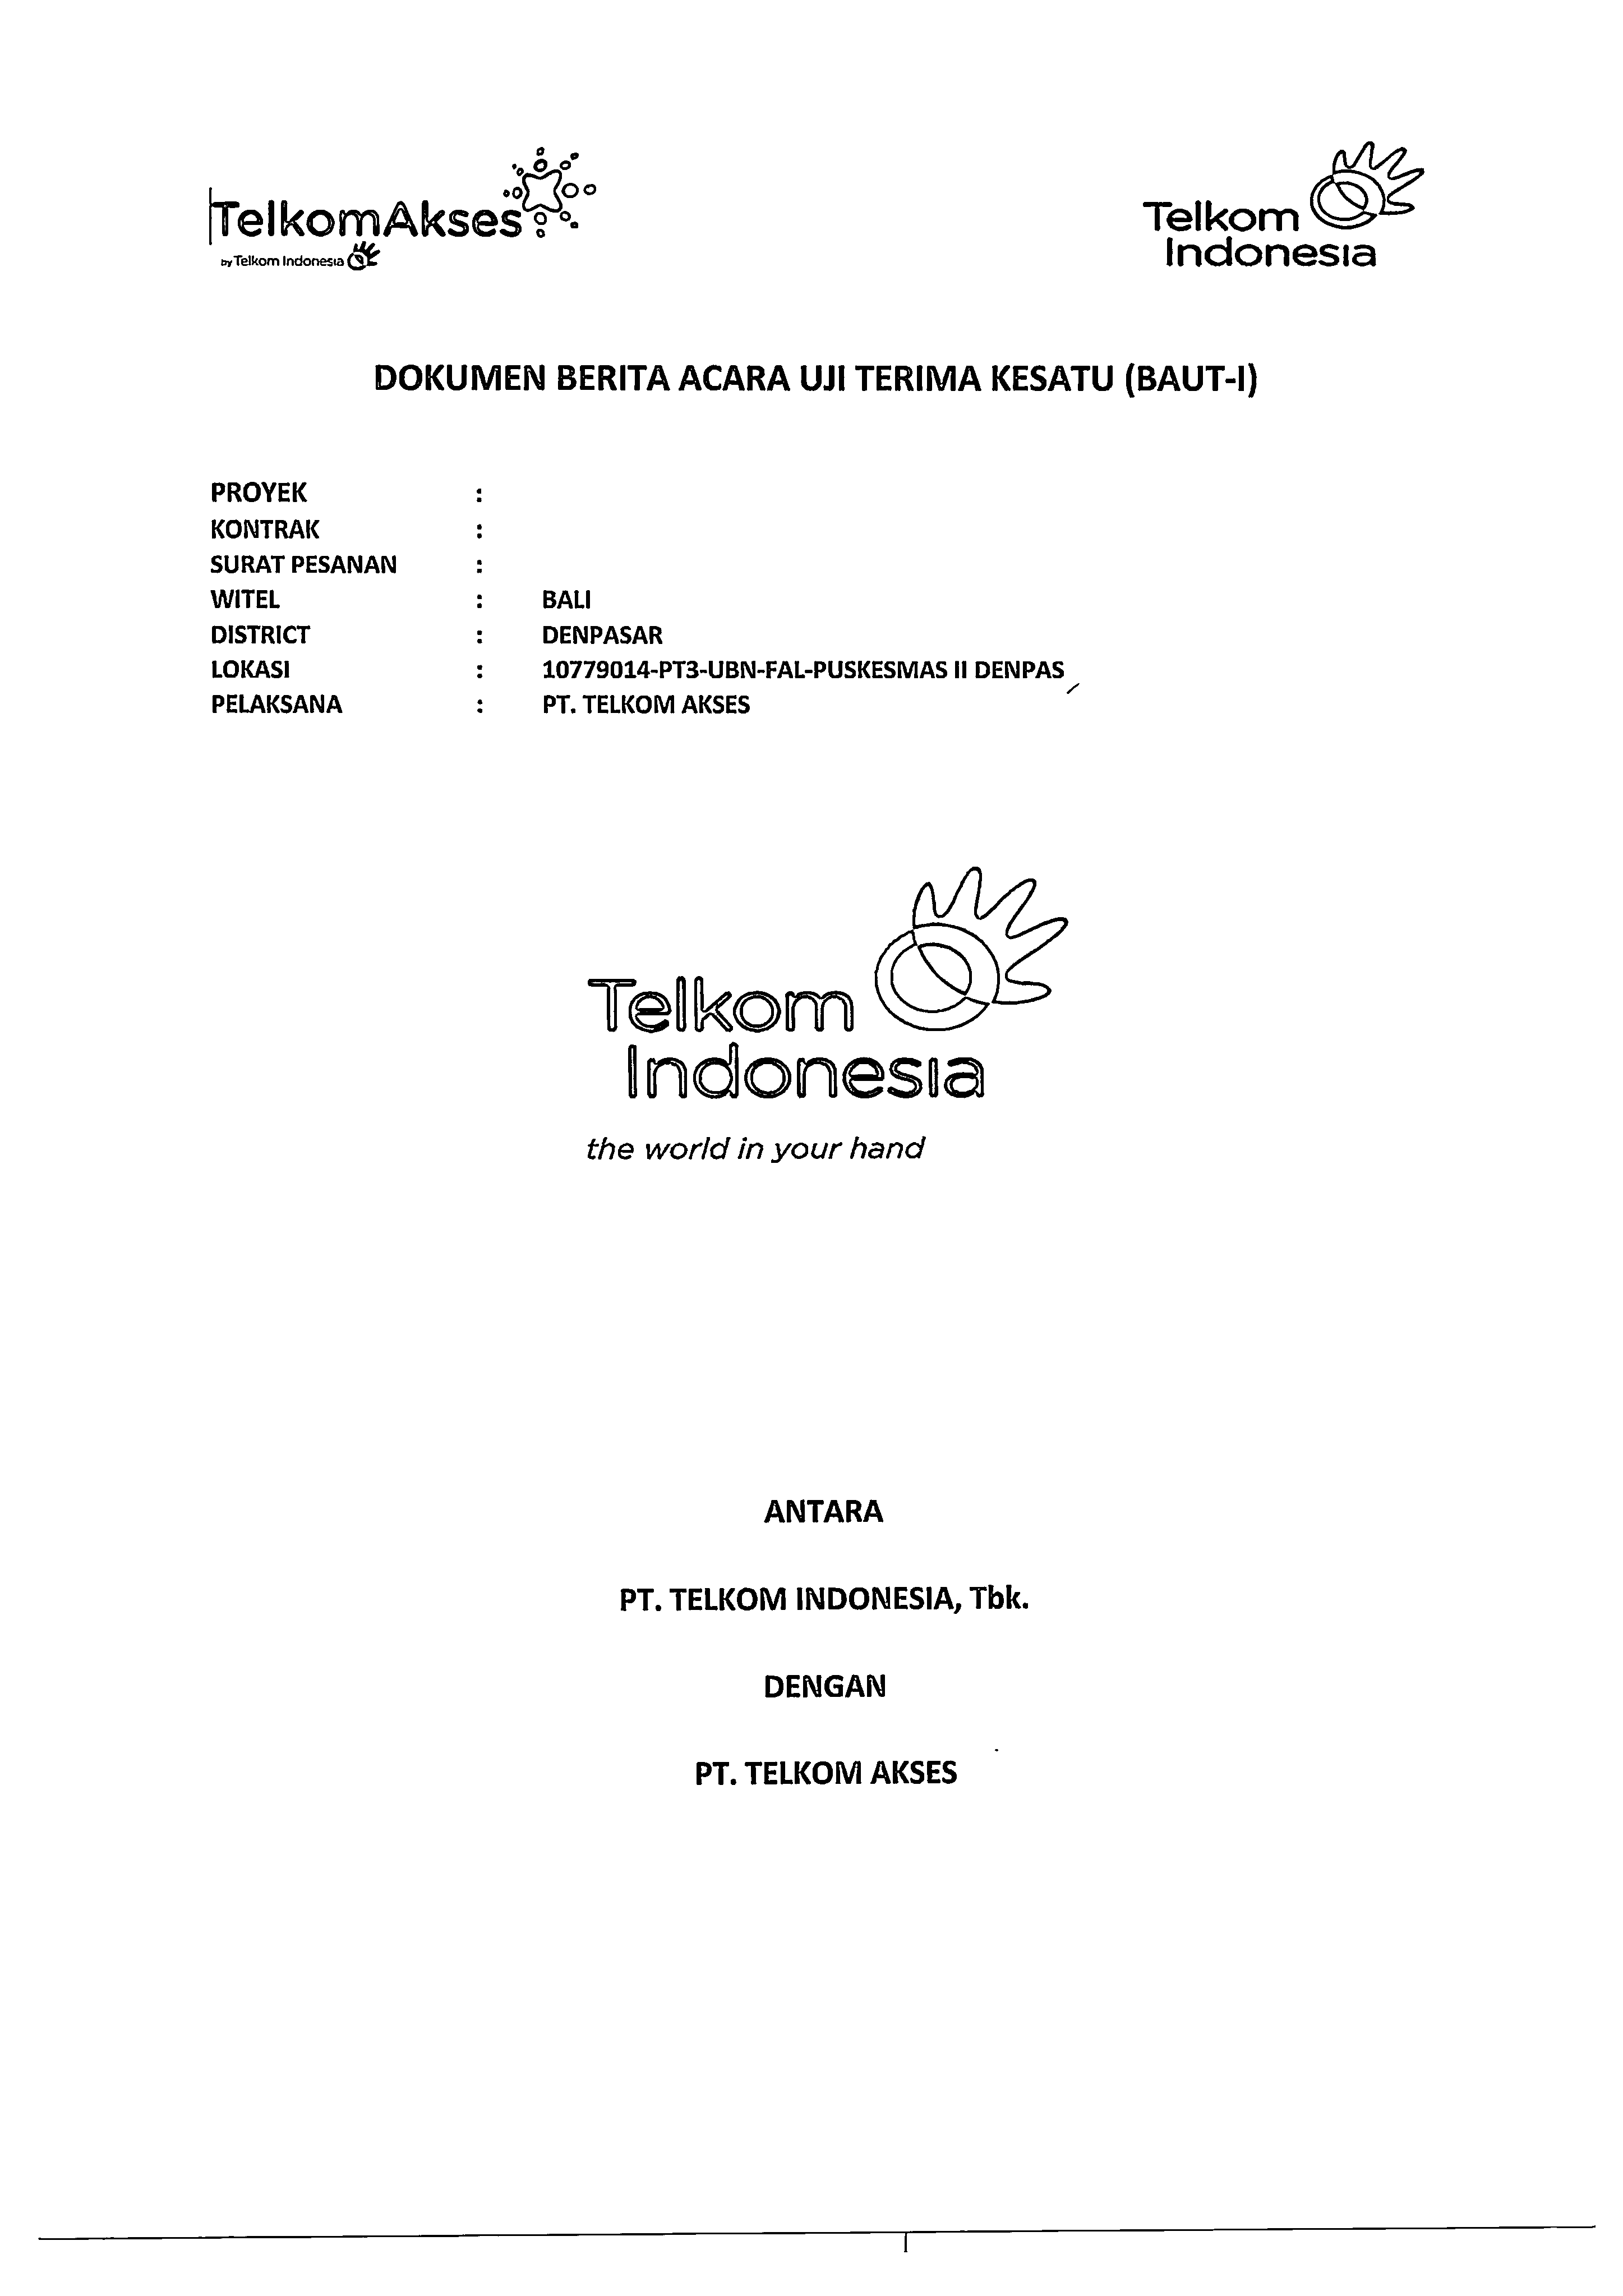 TelkomAkses
by Telkom Indonesia
Telkom
Indonesia
DOKUMEN BERITA ACARA UJI TERIMA KESATU (BAUT-I)
PROYEK :
KONTRAK :
SURAT PESANAN :
WITEL : BALI
DISTRICT : DENPASAR
LOKASI : 10779014-PT3-UBN-FAL-PUSKESMAS II DENPAS
PELAKSANA : PT. TELKOM AKSES
Telkom
Indonesia
the world in your hand
ANTARA
PT. TELKOM INDONESIA, Tbk.
DENGAN
PT. TELKOM AKSES